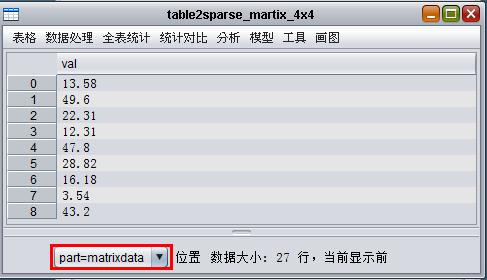 table2sparse_martix_4x4
表格 数据处理 全表统计 统计对比 分析 模型 工具 画图
val
0 13.58
1 49.6
2 22.31
3 12.31
4 47.8
5 28.82
6 16.18
7 3.54
8 43.2
part=matrixdata 位置 数据大小: 27 行，当前显示前